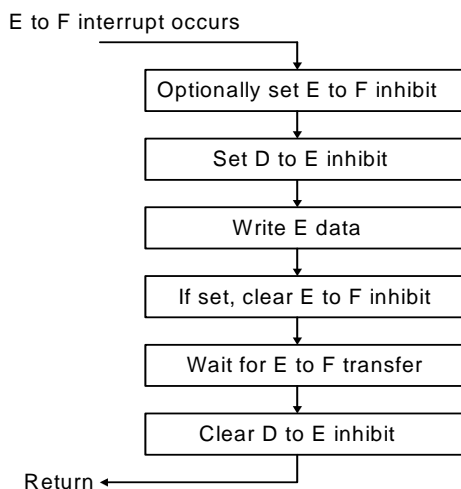 E to F interrupt occurs
Optionally set E to F inhibit
Set D to E inhibit
Write E data
If set, clear E to F inhibit
Wait for E to F transfer
Clear D to E inhibit
Return